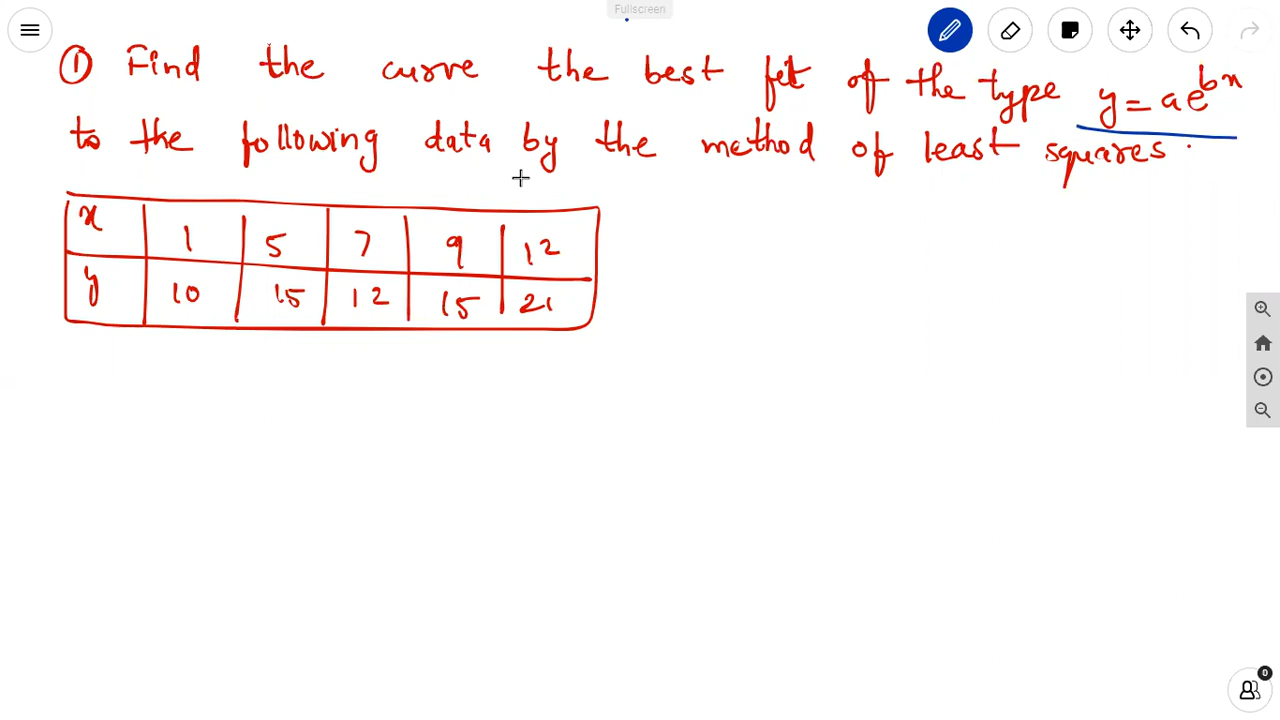 Fullscreen
① Find the curve the best fit of the type y = ae^bx
to the following data by the method of least squares.
x 1 5 7 9 12
y 10 15 12 15 21
0